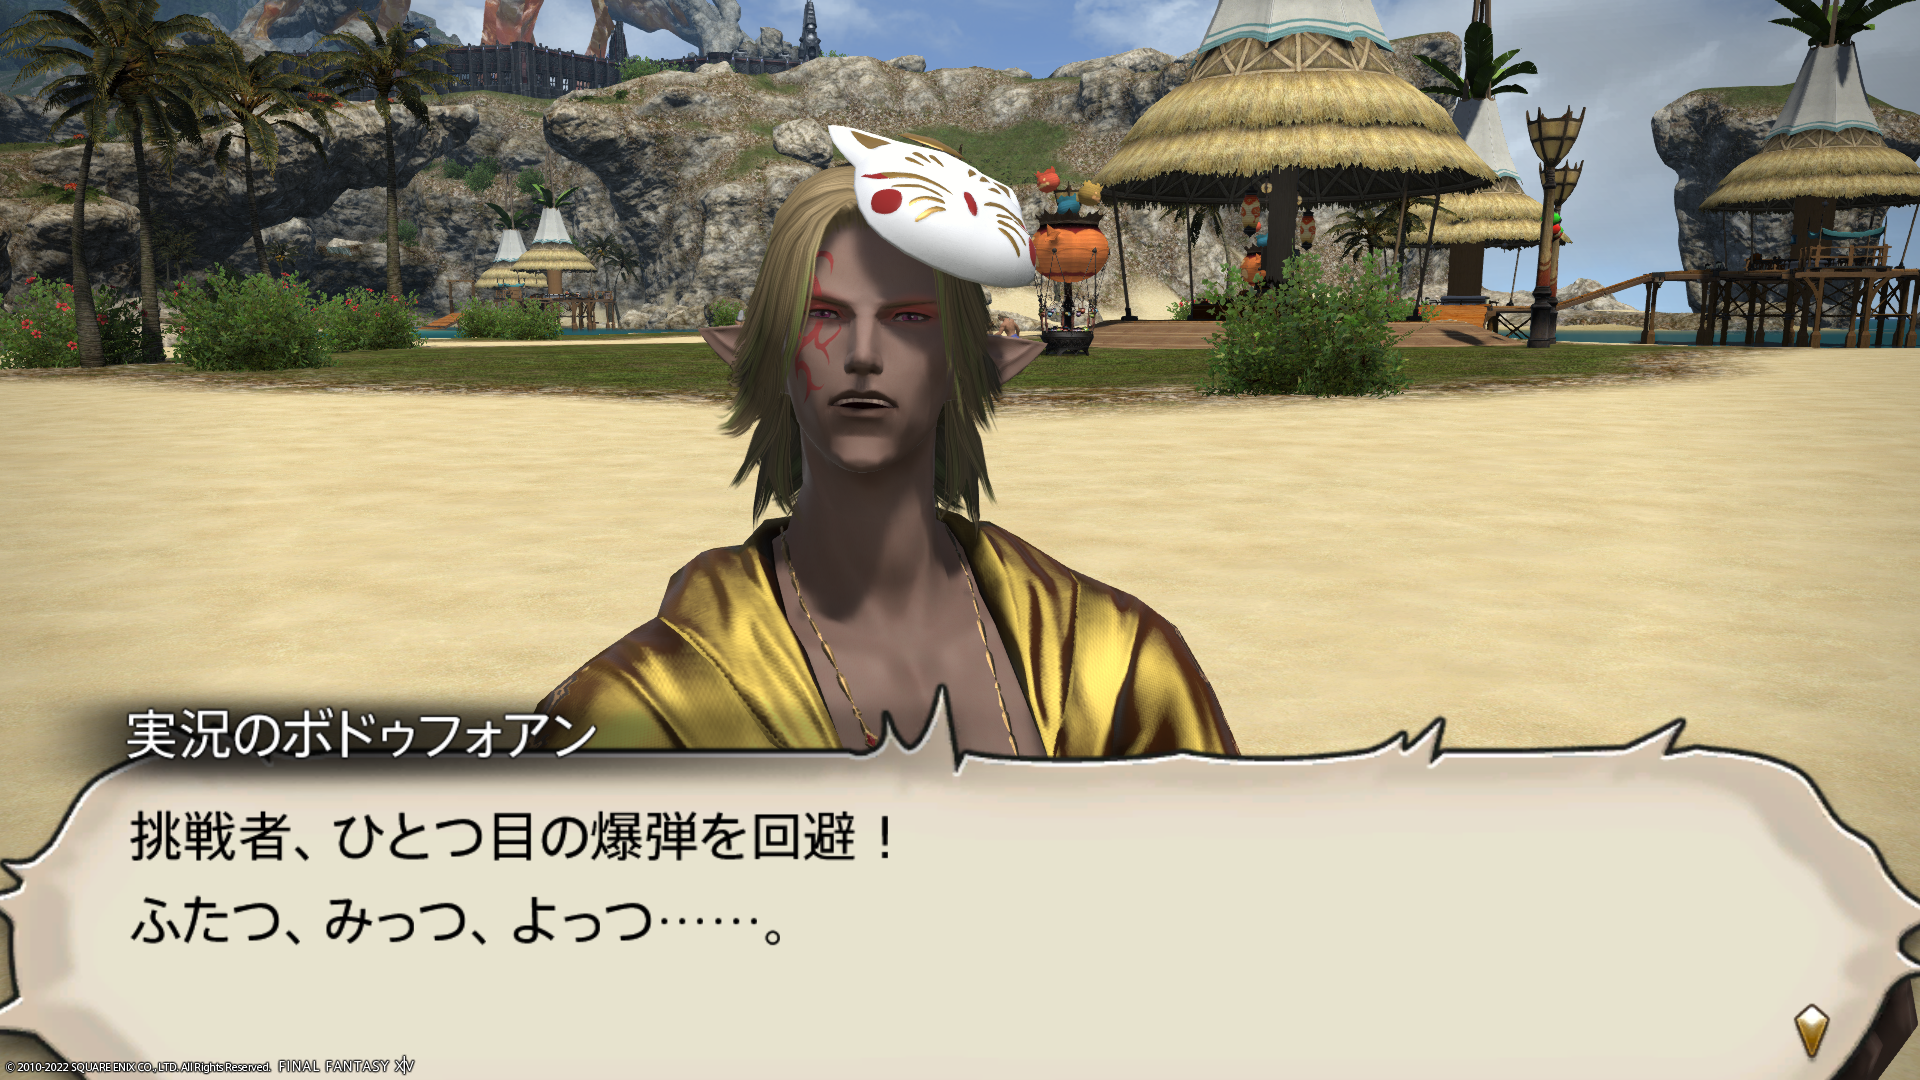 実況のボドゥフォアン
挑戦者、ひとつ目の爆弾を回避！
ふたつ、みっつ、よっつ……。
© 2010-2022 SQUARE ENIX CO., LTD. All Rights Reserved. FINAL FANTASY XIV